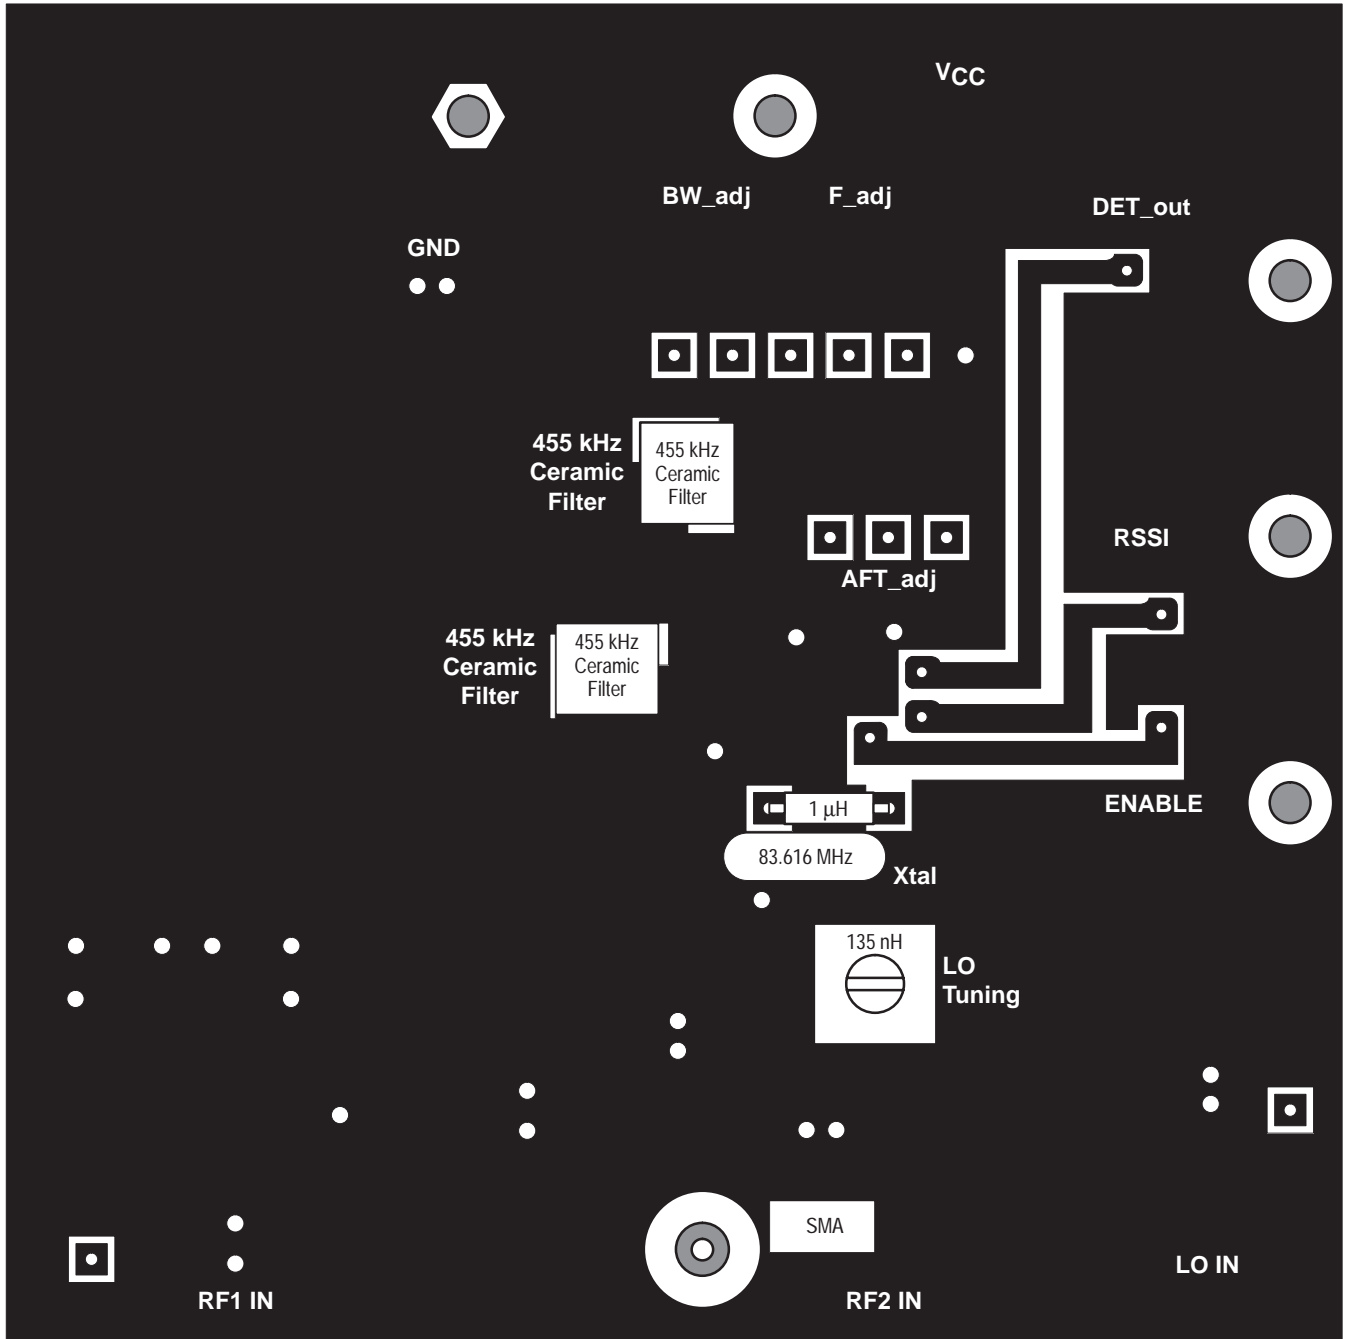 VCC
BW_adj
F_adj
DET_out
GND
455 kHz
Ceramic
Filter
455 kHz
Ceramic
Filter
RSSI
AFT_adj
455 kHz
Ceramic
Filter
455 kHz
Ceramic
Filter
1 µH
ENABLE
83.616 MHz
Xtal
135 nH
LO
Tuning
SMA
LO IN
RF1 IN
RF2 IN